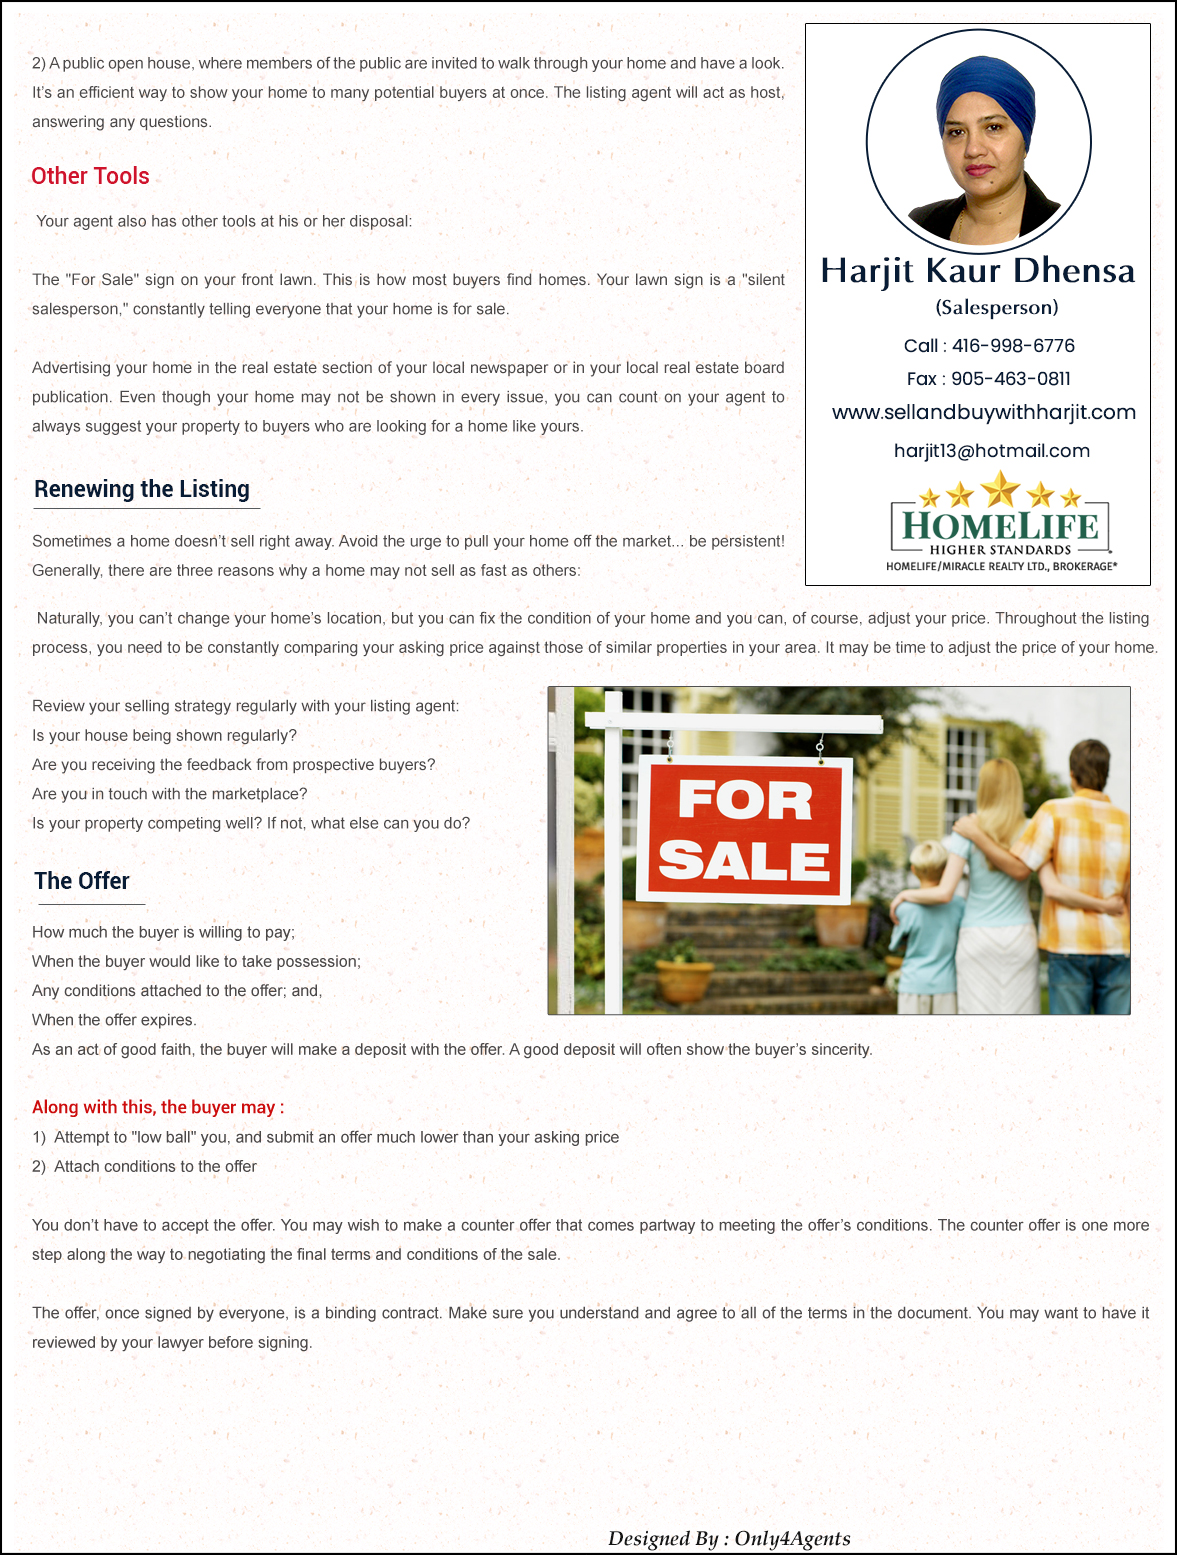 2) A public open house, where members of the public are invited to walk through your home and have a look.
It’s an efficient way to show your home to many potential buyers at once. The listing agent will act as host,
answering any questions.
Other Tools
Your agent also has other tools at his or her disposal:
The "For Sale" sign on your front lawn. This is how most buyers find homes. Your lawn sign is a "silent
salesperson," constantly telling everyone that your home is for sale.
Advertising your home in the real estate section of your local newspaper or in your local real estate board
publication. Even though your home may not be shown in every issue, you can count on your agent to
always suggest your property to buyers who are looking for a home like yours.
Renewing the Listing
Sometimes a home doesn’t sell right away. Avoid the urge to pull your home off the market... be persistent!
Generally, there are three reasons why a home may not sell as fast as others:
Harjit Kaur Dhensa
(Salesperson)
Call : 416-998-6776
Fax : 905-463-0811
www.sellandbuywithharjit.com
harjit13@hotmail.com
HOMELIFE
HIGHER STANDARDS
HOMELIFE/MIRACLE REALTY LTD., BROKERAGE*
Naturally, you can’t change your home’s location, but you can fix the condition of your home and you can, of course, adjust your price. Throughout the listing
process, you need to be constantly comparing your asking price against those of similar properties in your area. It may be time to adjust the price of your home.
Review your selling strategy regularly with your listing agent:
Is your house being shown regularly?
Are you receiving the feedback from prospective buyers?
Are you in touch with the marketplace?
Is your property competing well? If not, what else can you do?
FOR
SALE
The Offer
How much the buyer is willing to pay;
When the buyer would like to take possession;
Any conditions attached to the offer; and,
When the offer expires.
As an act of good faith, the buyer will make a deposit with the offer. A good deposit will often show the buyer’s sincerity.
Along with this, the buyer may :
1) Attempt to "low ball" you, and submit an offer much lower than your asking price
2) Attach conditions to the offer
You don’t have to accept the offer. You may wish to make a counter offer that comes partway to meeting the offer’s conditions. The counter offer is one more
step along the way to negotiating the final terms and conditions of the sale.
The offer, once signed by everyone, is a binding contract. Make sure you understand and agree to all of the terms in the document. You may want to have it
reviewed by your lawyer before signing.
Designed By : Only4Agents